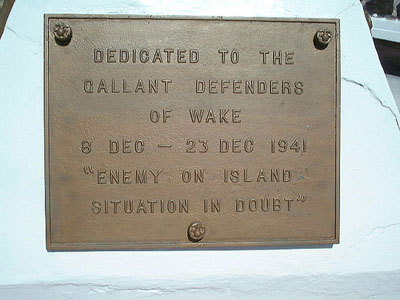 DEDICATED TO THE
GALLANT DEFENDERS
OF WAKE
8 DEC - 23 DEC 1941
"ENEMY ON ISLAND
SITUATION IN DOUBT"